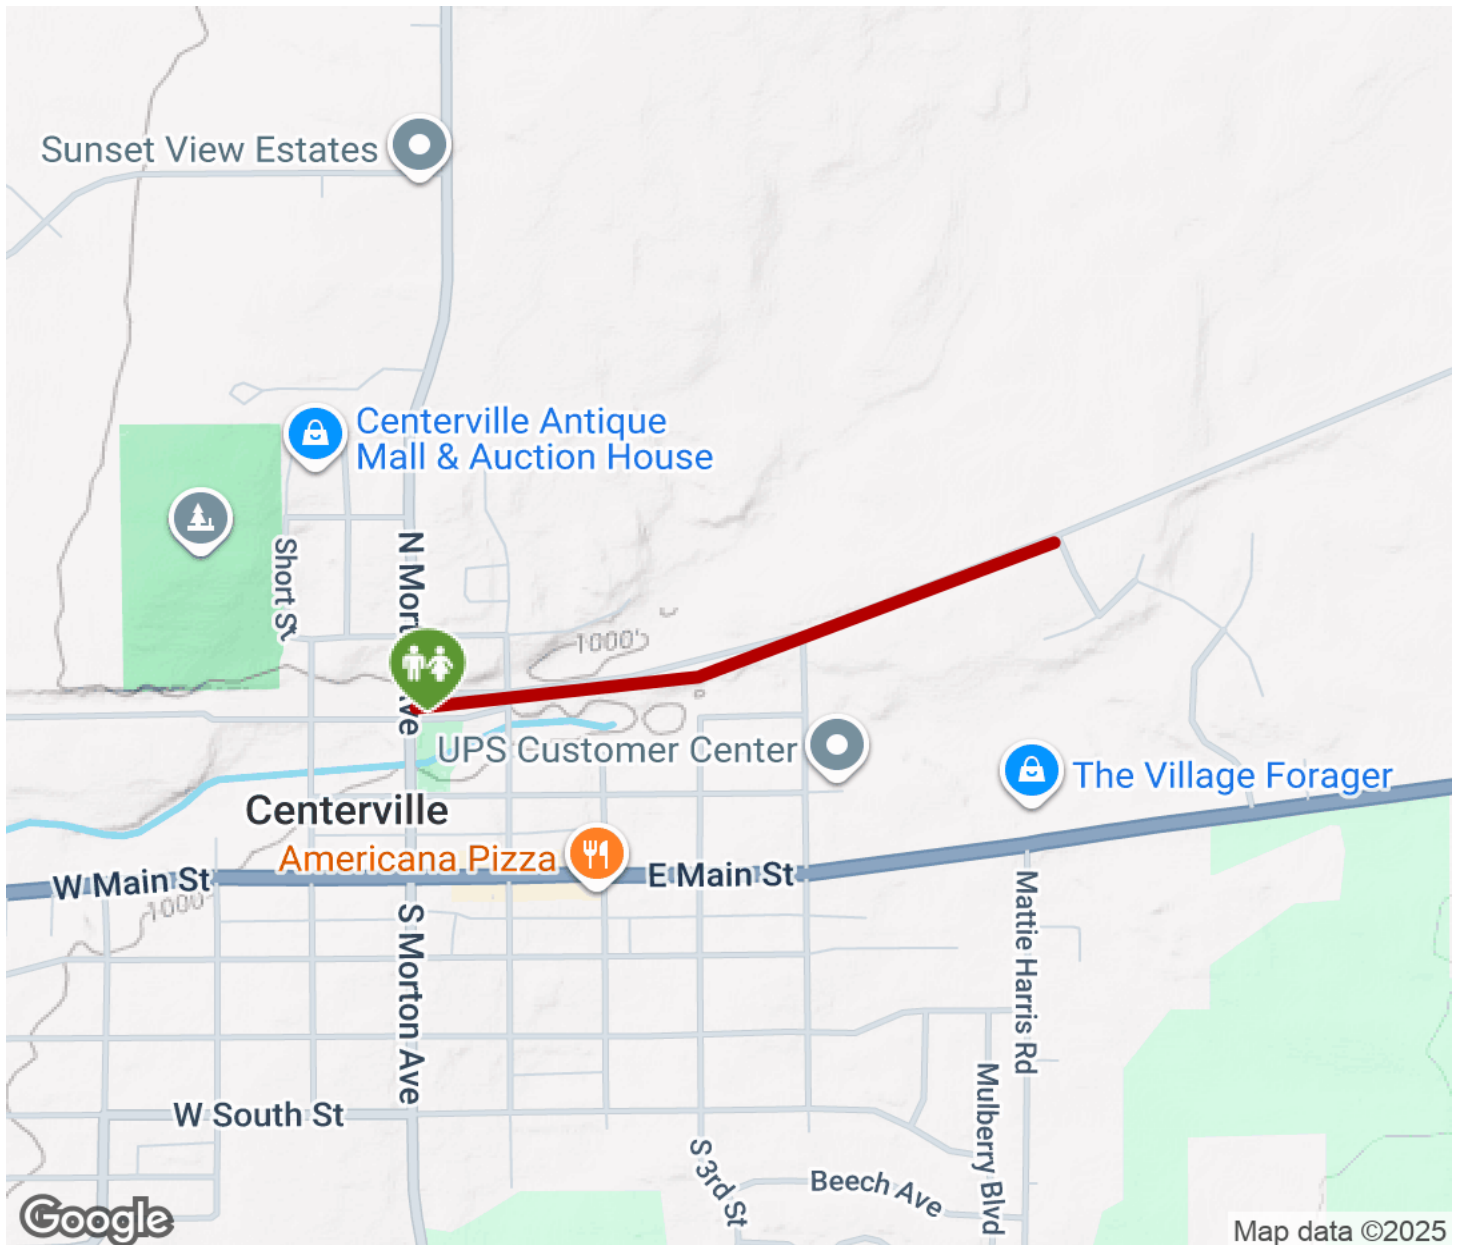 Sunset View Estates
Centerville Antique
Mall & Auction House
N Mort
Ave
Short St
1000
UPS Customer Center
The Village Forager
Centerville
Americana Pizza
W Main St
E Main St
1000
S Morton Ave
Mattie Harris Rd
W South St
Mulberry Blvd
S 3rd St
Beech Ave
Google
Map data ©2025